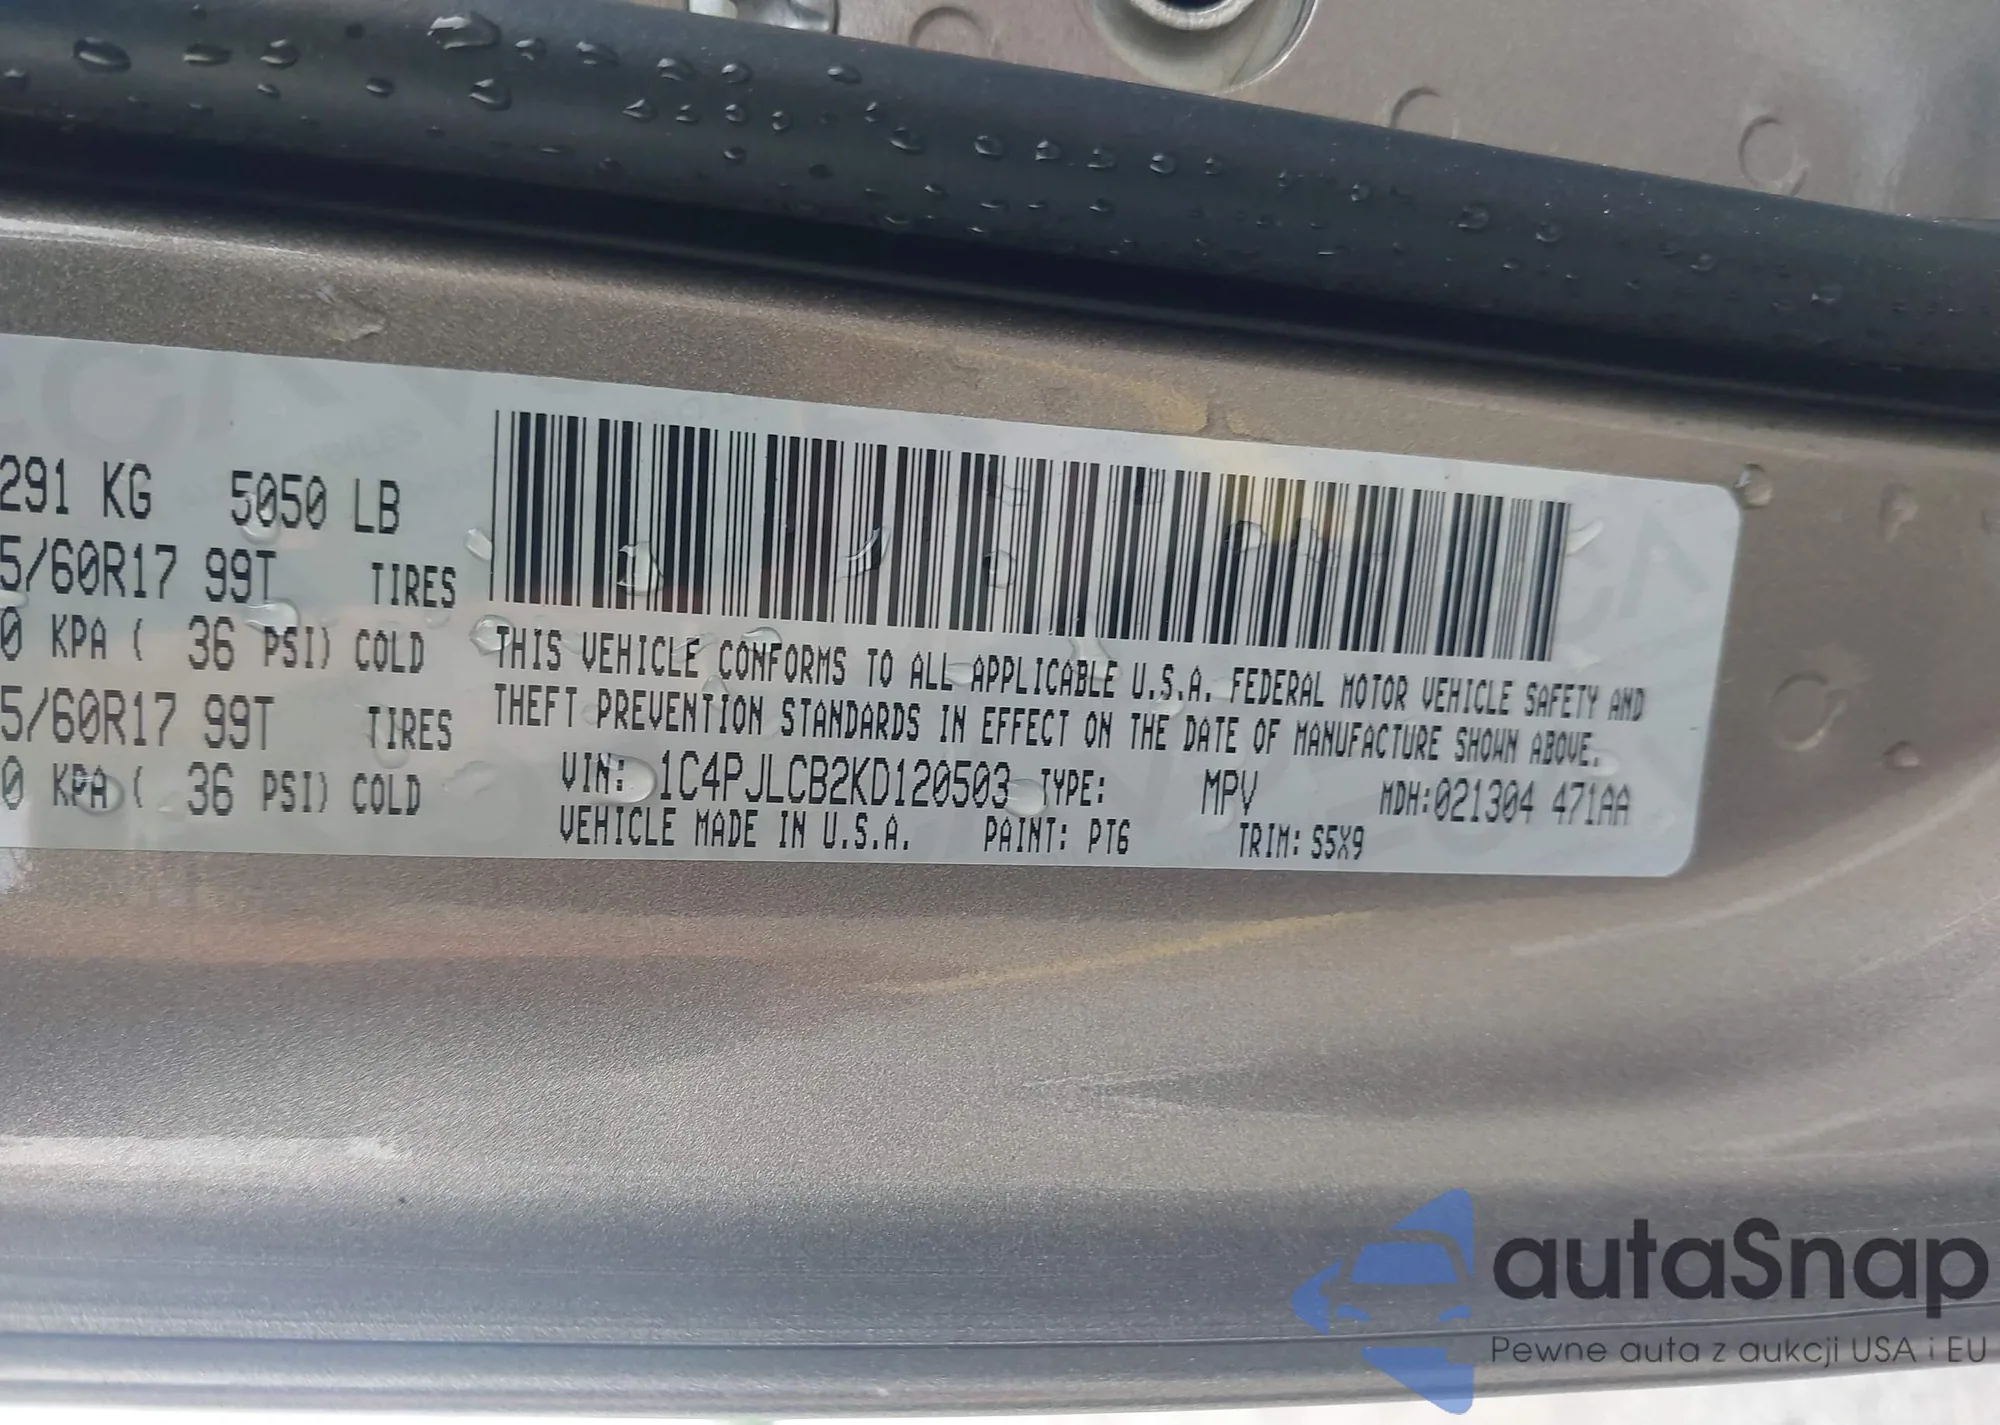 291 KG 5050 LB
5/60R17 99T TIRES
0 KPA ( 36 PSI) COLD
5/60R17 99T TIRES
0 KPA ( 36 PSI) COLD
THIS VEHICLE CONFORMS TO ALL APPLICABLE U.S.A. FEDERAL MOTOR VEHICLE SAFETY AND
THEFT PREVENTION STANDARDS IN EFFECT ON THE DATE OF MANUFACTURE SHOWN ABOVE.
VIN: 1C4PJLCB2KD120503 TYPE: MPV MDH:021304 471AA
VEHICLE MADE IN U.S.A. PAINT: PT6 TRIM: S5X9
autaSnap
Pewne auta z aukcji USA i EU